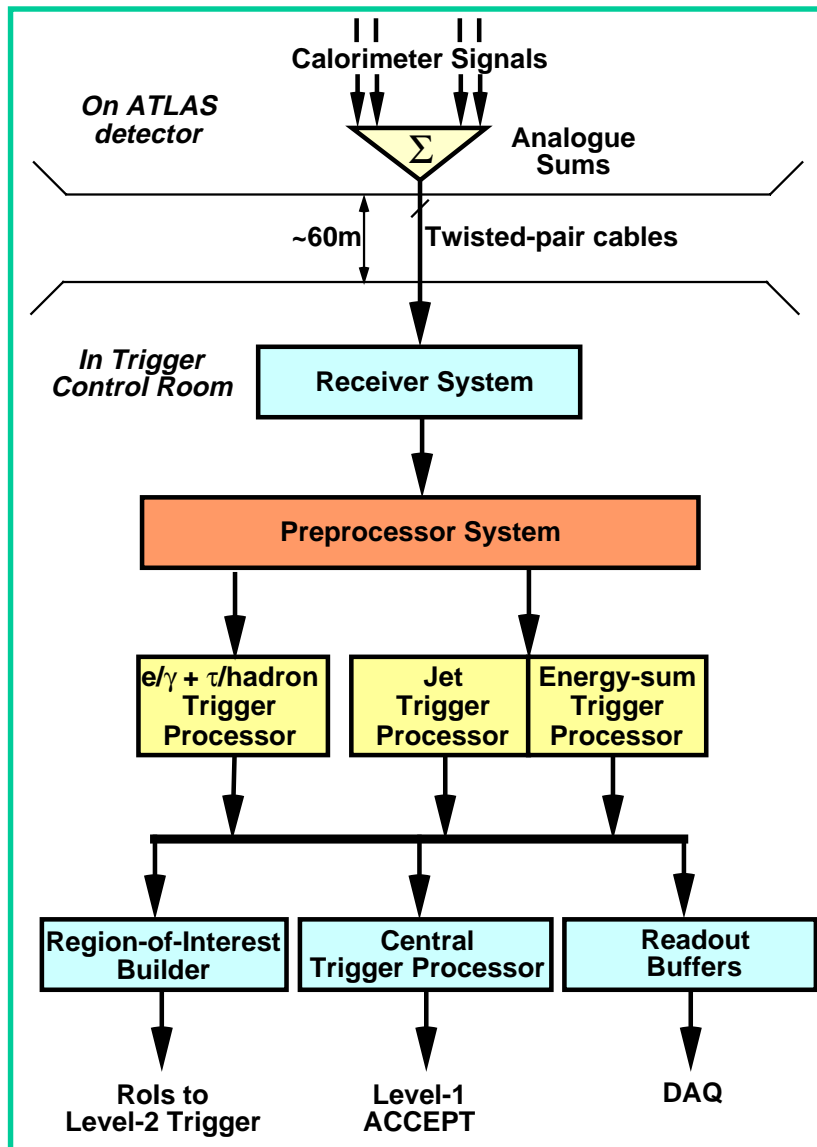 Calorimeter Signals
On ATLAS
detector
Σ
Analogue
Sums
~60m
Twisted-pair cables
In Trigger
Control Room
Receiver System
Preprocessor System
e/γ + τ/hadron
Trigger
Processor
Jet
Trigger
Processor
Energy-sum
Trigger
Processor
Region-of-Interest
Builder
Central
Trigger Processor
Readout
Buffers
RoIs to
Level-2 Trigger
Level-1
ACCEPT
DAQ